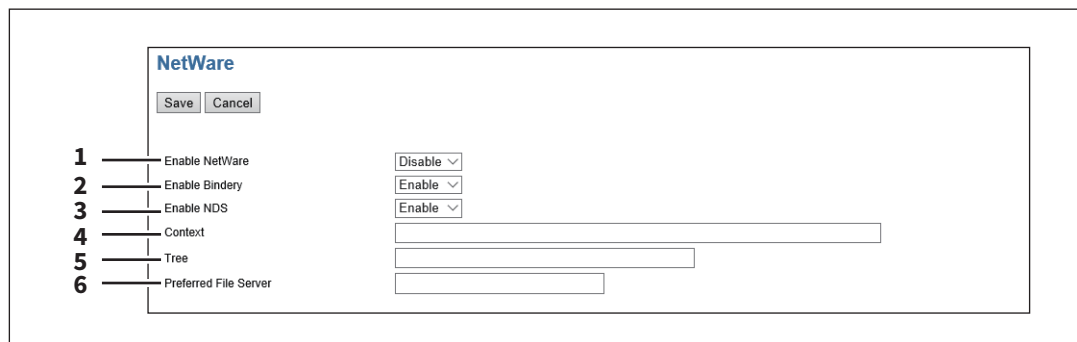 NetWare
Save Cancel
1 Enable NetWare Disable
2 Enable Bindery Enable
3 Enable NDS Enable
4 Context
5 Tree
6 Preferred File Server